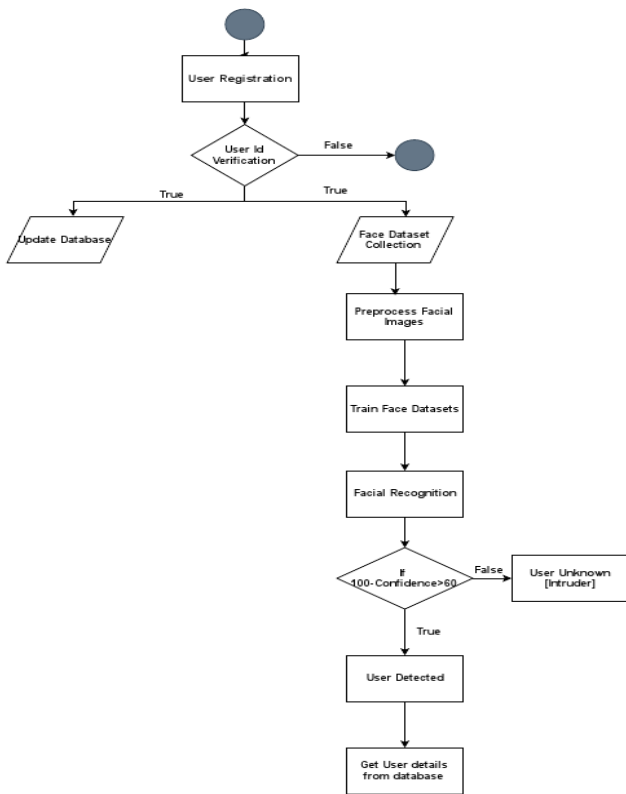 User Registration
User Id
Verification
False
True
True
Update Database
Face Dataset
Collection
Preprocess Facial
Images
Train Face Datasets
Facial Recognition
If
100-Confidence>60
False
User Unknown
[Intruder]
True
User Detected
Get User details
from database